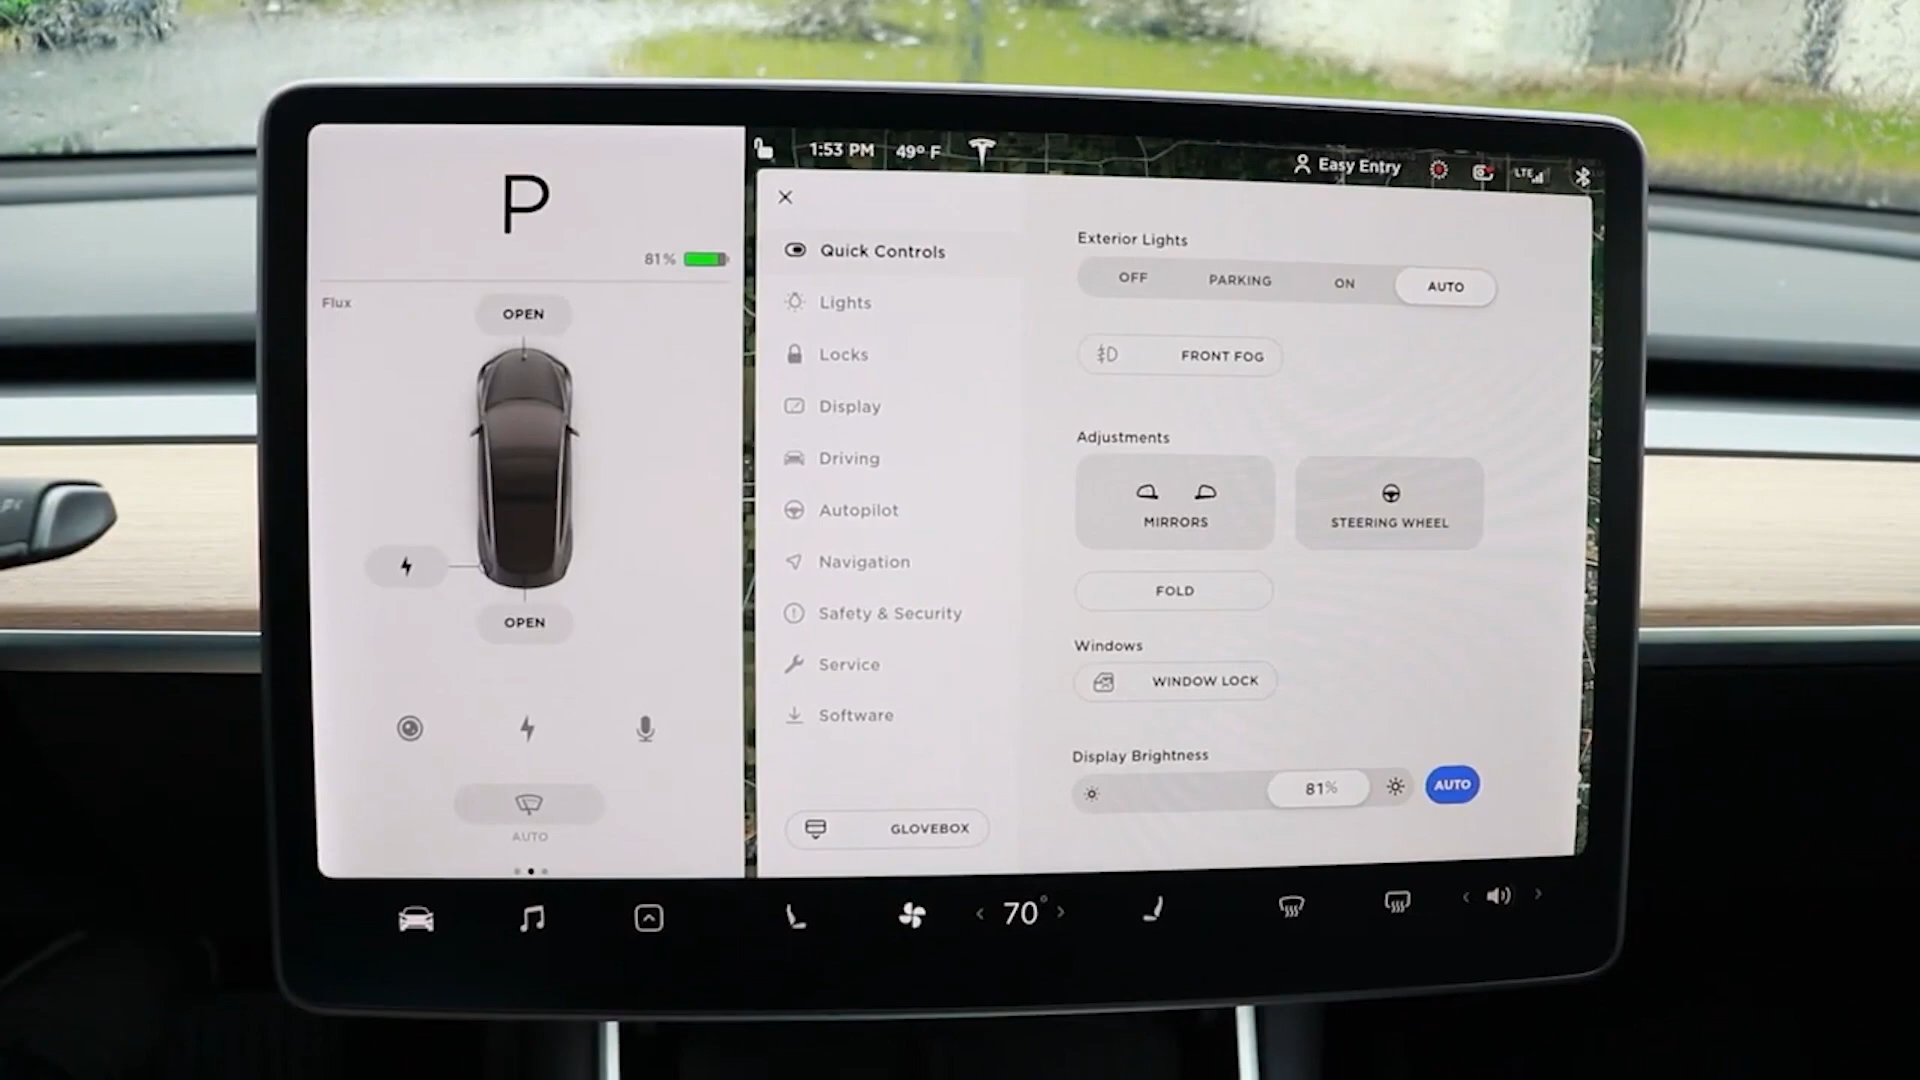 P
81%
Flux
OPEN
OPEN
AUTO
1:53 PM 49° F
Easy Entry
LTE
Quick Controls
Lights
Locks
Display
Driving
Autopilot
Navigation
Safety & Security
Service
Software
GLOVEBOX
Exterior Lights
OFF PARKING ON AUTO
FRONT FOG
Adjustments
MIRRORS STEERING WHEEL
FOLD
Windows
WINDOW LOCK
Display Brightness
81% AUTO
70°